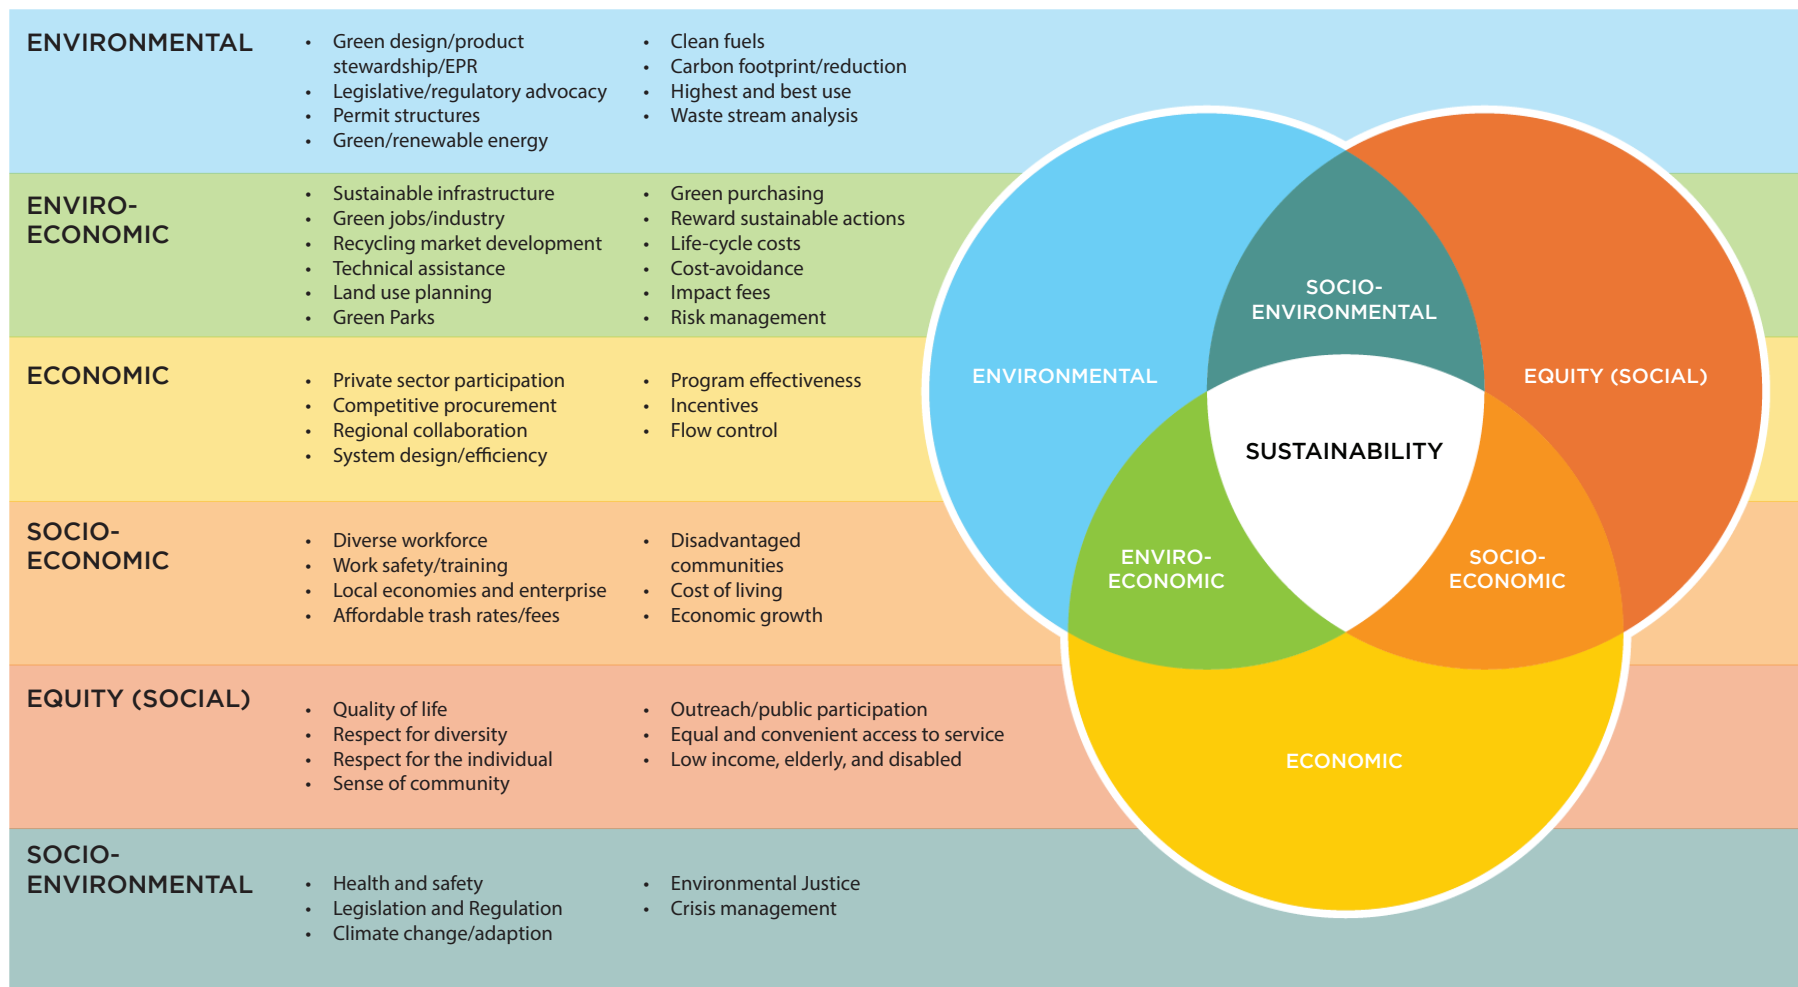 ENVIRONMENTAL
• Green design/product
stewardship/EPR
• Legislative/regulatory advocacy
• Permit structures
• Green/renewable energy
• Clean fuels
• Carbon footprint/reduction
• Highest and best use
• Waste stream analysis
ENVIRO-
ECONOMIC
• Sustainable infrastructure
• Green jobs/industry
• Recycling market development
• Technical assistance
• Land use planning
• Green Parks
• Green purchasing
• Reward sustainable actions
• Life-cycle costs
• Cost-avoidance
• Impact fees
• Risk management
ECONOMIC
• Private sector participation
• Competitive procurement
• Regional collaboration
• System design/efficiency
• Program effectiveness
• Incentives
• Flow control
SOCIO-
ECONOMIC
• Diverse workforce
• Work safety/training
• Local economies and enterprise
• Affordable trash rates/fees
• Disadvantaged
communities
• Cost of living
• Economic growth
EQUITY (SOCIAL)
• Quality of life
• Respect for diversity
• Respect for the individual
• Sense of community
• Outreach/public participation
• Equal and convenient access to service
• Low income, elderly, and disabled
SOCIO-
ENVIRONMENTAL
• Health and safety
• Legislation and Regulation
• Climate change/adaption
• Environmental Justice
• Crisis management
SOCIO-
ENVIRONMENTAL
ENVIRONMENTAL
EQUITY (SOCIAL)
SUSTAINABILITY
ENVIRO-
ECONOMIC
SOCIO-
ECONOMIC
ECONOMIC